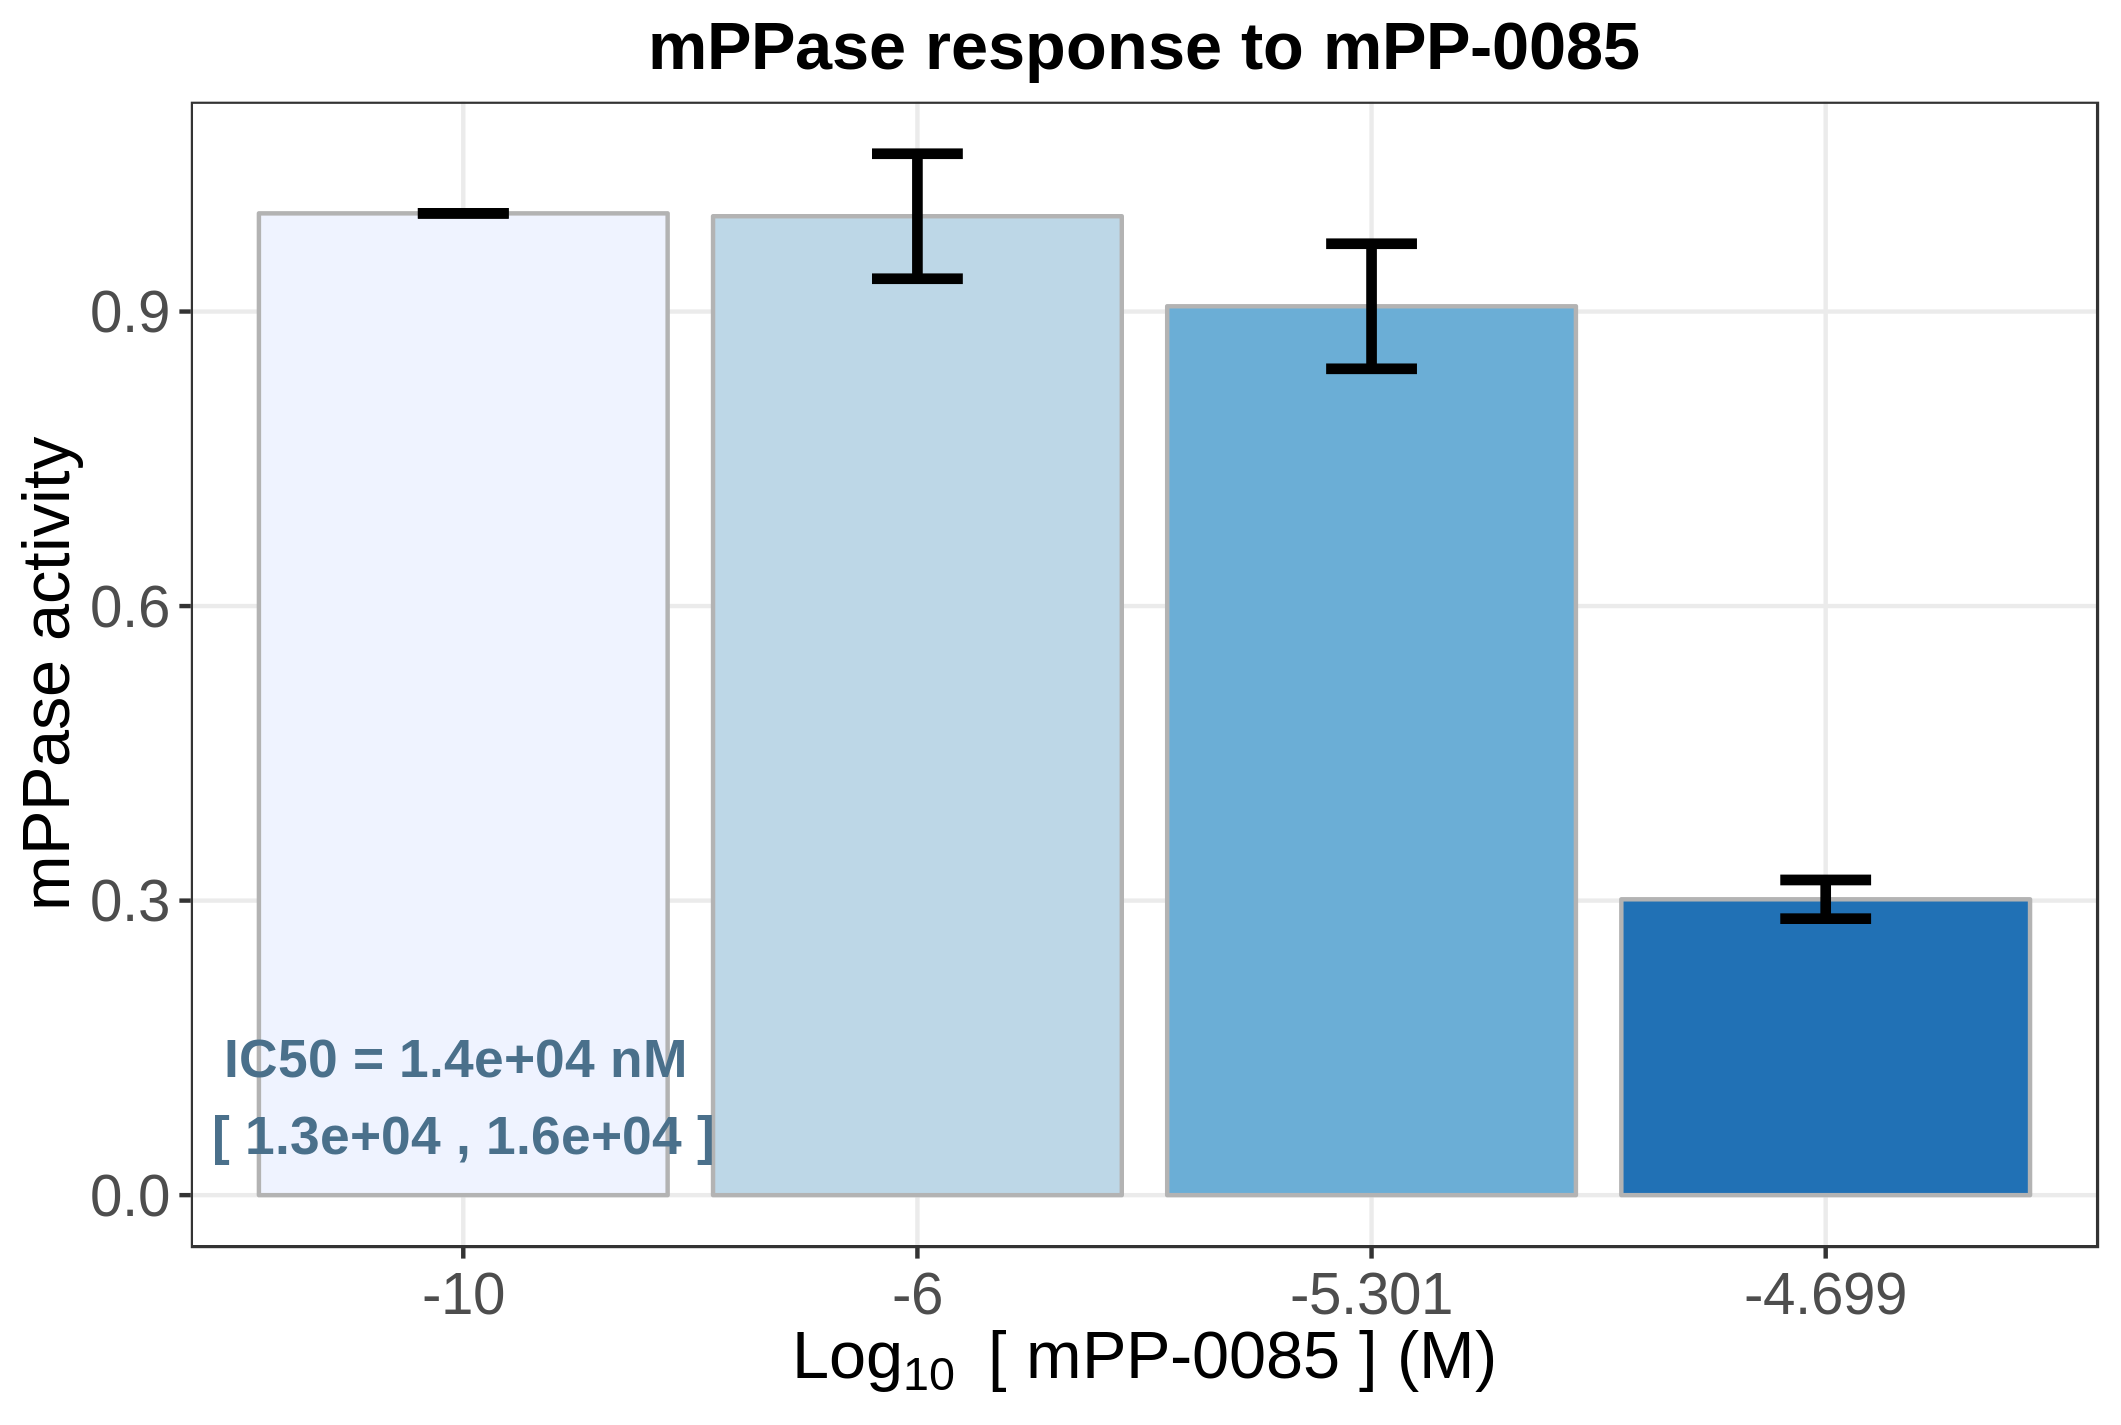 mPPase response to mPP-0085
mPPase activity
0.9
0.6
0.3
0.0
IC50 = 1.4e+04 nM
[ 1.3e+04 , 1.6e+04 ]
-10
-6
-5.301
-4.699
Log10 [ mPP-0085 ] (M)